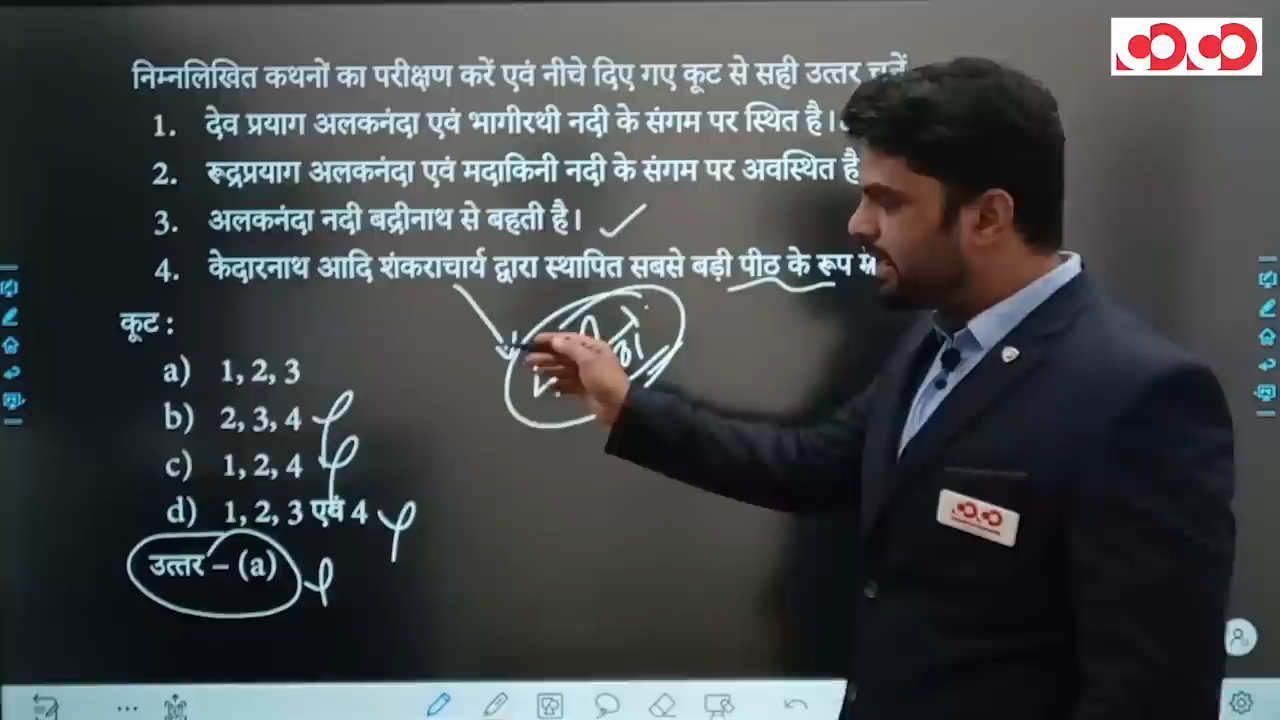 निम्नलिखित कथनों का परीक्षण करें एवं नीचे दिए गए कूट से सही उत्तर चुनें
1. देव प्रयाग अलकनंदा एवं भागीरथी नदी के संगम पर स्थित है।
2. रूद्रप्रयाग अलकनंदा एवं मदाकिनी नदी के संगम पर अवस्थित है
3. अलकनंदा नदी बद्रीनाथ से बहती है।
4. केदारनाथ आदि शंकराचार्य द्वारा स्थापित सबसे बड़ी पीठ के रूप में
कूट :
a) 1, 2, 3
b) 2, 3, 4
c) 1, 2, 4
d) 1, 2, 3 एवं 4
उत्तर – (a)